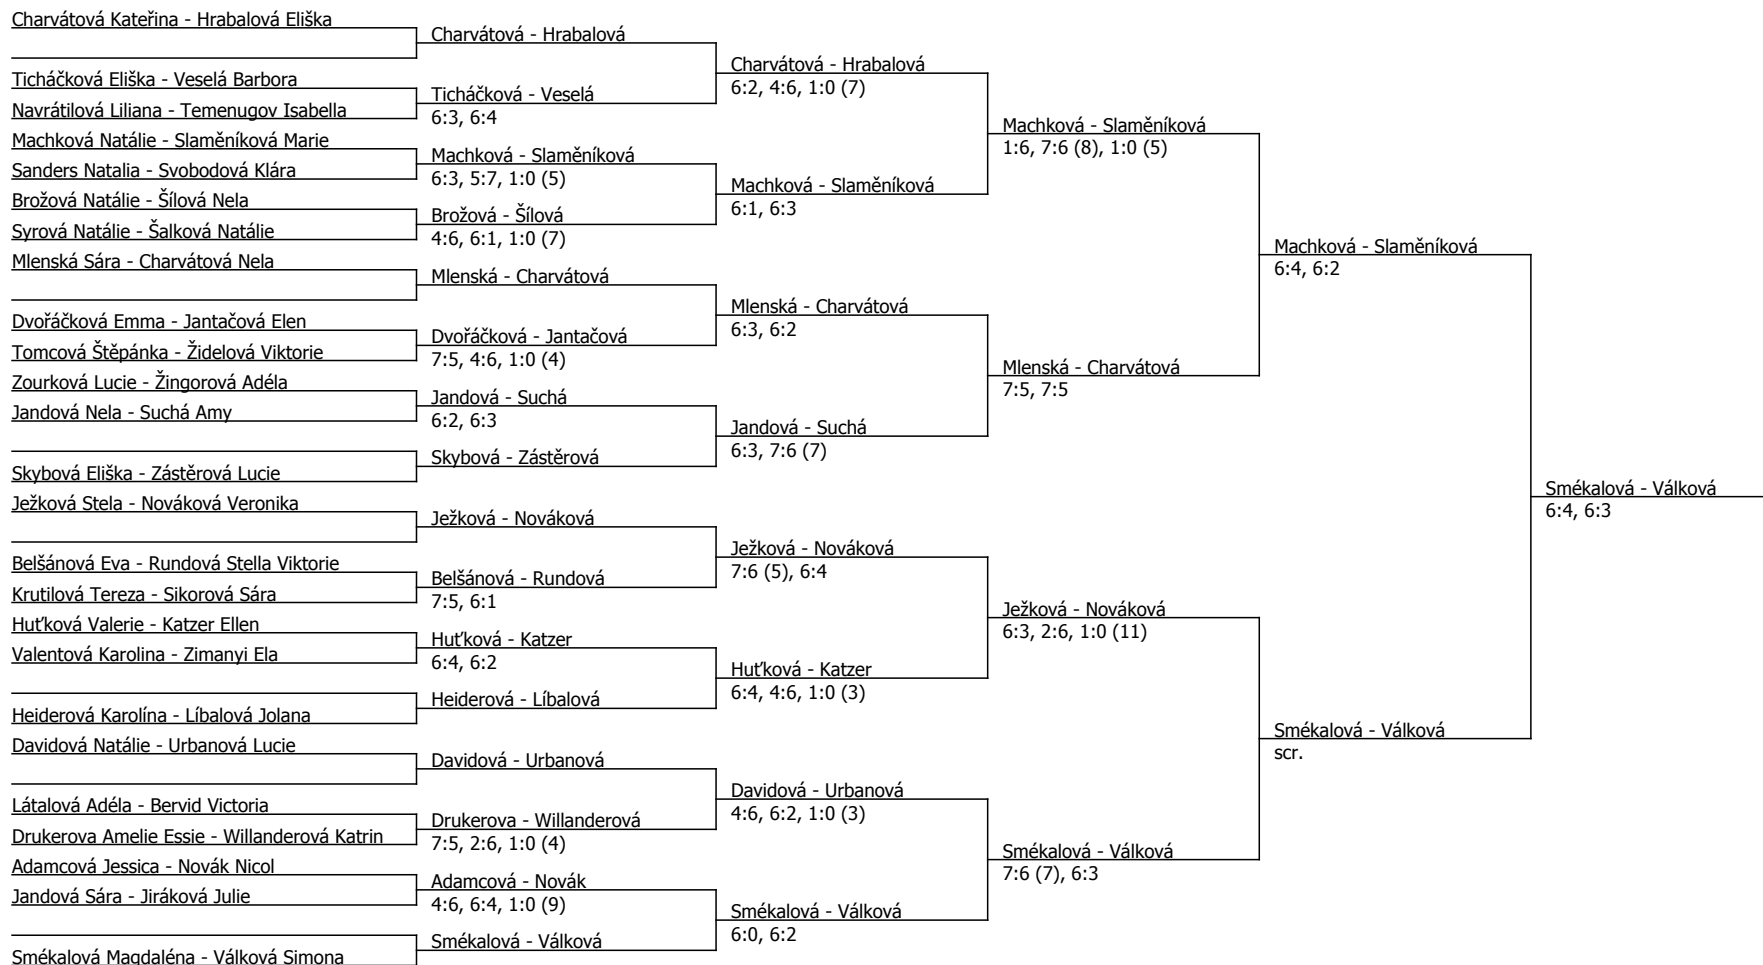 Charvátová Kateřina - Hrabalová Eliška
Ticháčková Eliška - Veselá Barbora
Navrátilová Liliana - Temenugov Isabella
Machková Natálie - Slaměníková Marie
Sanders Natalia - Svobodová Klára
Brožová Natálie - Šílová Nela
Syrová Natálie - Šalková Natálie
Mlenská Sára - Charvátová Nela
Dvořáčková Emma - Jantačová Elen
Tomcová Štěpánka - Židelová Viktorie
Zourková Lucie - Žingorová Adéla
Jandová Nela - Suchá Amy
Skybová Eliška - Zástěrová Lucie
Ježková Stela - Nováková Veronika
Belšánová Eva - Rundová Stella Viktorie
Krutilová Tereza - Sikorová Sára
Huťková Valerie - Katzer Ellen
Valentová Karolina - Zimanyi Ela
Heiderová Karolína - Líbalová Jolana
Davidová Natálie - Urbanová Lucie
Látalová Adéla - Bervid Victoria
Drukerova Amelie Essie - Willanderová Katrin
Adamcová Jessica - Novák Nicol
Jandová Sára - Jiráková Julie
Smékalová Magdaléna - Válková Simona
Charvátová - Hrabalová
Ticháčková - Veselá
6:3, 6:4
Machková - Slaměníková
6:3, 5:7, 1:0 (5)
Brožová - Šílová
4:6, 6:1, 1:0 (7)
Mlenská - Charvátová
Dvořáčková - Jantačová
7:5, 4:6, 1:0 (4)
Jandová - Suchá
6:2, 6:3
Skybová - Zástěrová
Ježková - Nováková
Belšánová - Rundová
7:5, 6:1
Huťková - Katzer
6:4, 6:2
Heiderová - Líbalová
Davidová - Urbanová
Drukerova - Willanderová
7:5, 2:6, 1:0 (4)
Adamcová - Novák
4:6, 6:4, 1:0 (9)
Smékalová - Válková
Charvátová - Hrabalová
6:2, 4:6, 1:0 (7)
Machková - Slaměníková
6:1, 6:3
Mlenská - Charvátová
6:3, 6:2
Jandová - Suchá
6:3, 7:6 (7)
Ježková - Nováková
7:6 (5), 6:4
Huťková - Katzer
6:4, 4:6, 1:0 (3)
Davidová - Urbanová
4:6, 6:2, 1:0 (3)
Smékalová - Válková
6:0, 6:2
Machková - Slaměníková
1:6, 7:6 (8), 1:0 (5)
Mlenská - Charvátová
7:5, 7:5
Ježková - Nováková
6:3, 2:6, 1:0 (11)
Smékalová - Válková
7:6 (7), 6:3
Machková - Slaměníková
6:4, 6:2
Smékalová - Válková
scr.
Smékalová - Válková
6:4, 6:3